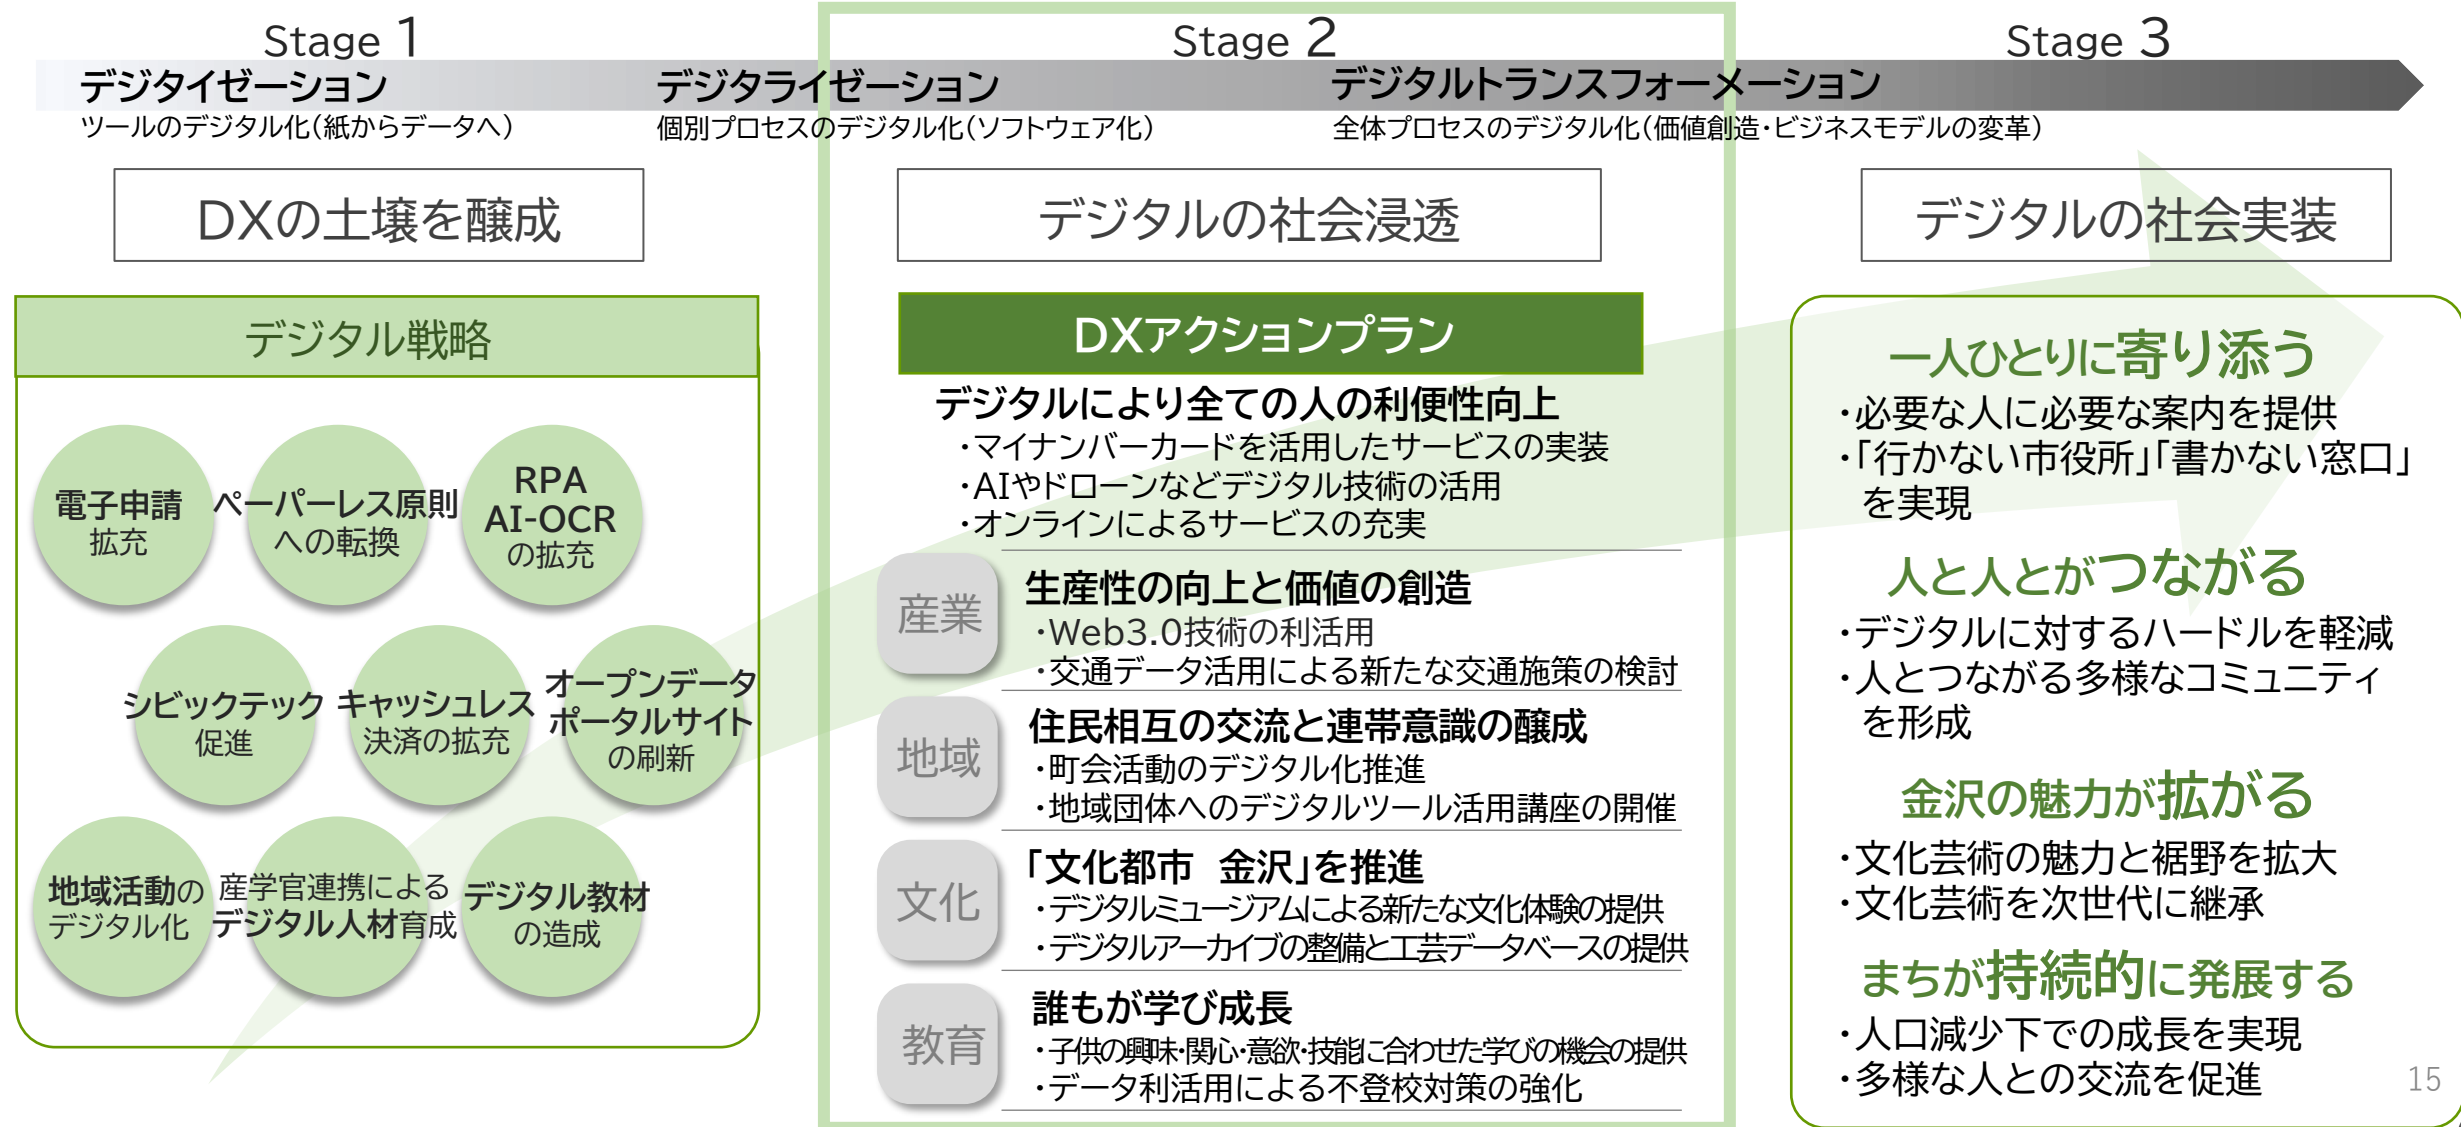 Stage 1
Stage 2
Stage 3
デジタイゼーション
ツールのデジタル化(紙からデータへ)
デジタライゼーション
個別プロセスのデジタル化(ソフトウェア化)
デジタルトランスフォーメーション
全体プロセスのデジタル化(価値創造・ビジネスモデルの変革)
DXの土壌を醸成
デジタル戦略
電子申請
拡充
ペーパーレス原則
への転換
RPA
AI-OCR
の拡充
シビックテック
促進
キャッシュレス
決済の拡充
オープンデータ
ポータルサイト
の刷新
地域活動の
デジタル化
産学官連携による
デジタル人材育成
デジタル教材
の造成
デジタルの社会浸透
DXアクションプラン
デジタルにより全ての人の利便性向上
・マイナンバーカードを活用したサービスの実装
・AIやドローンなどデジタル技術の活用
・オンラインによるサービスの充実
産業
生産性の向上と価値の創造
・Web3.0技術の利活用
・交通データ活用による新たな交通施策の検討
地域
住民相互の交流と連帯意識の醸成
・町会活動のデジタル化推進
・地域団体へのデジタルツール活用講座の開催
文化
「文化都市　金沢」を推進
・デジタルミュージアムによる新たな文化体験の提供
・デジタルアーカイブの整備と工芸データベースの提供
教育
誰もが学び成長
・子供の興味・関心・意欲・技能に合わせた学びの機会の提供
・データ利活用による不登校対策の強化
デジタルの社会実装
一人ひとりに寄り添う
・必要な人に必要な案内を提供
・「行かない市役所」「書かない窓口」
を実現
人と人とがつながる
・デジタルに対するハードルを軽減
・人とつながる多様なコミュニティ
を形成
金沢の魅力が拡がる
・文化芸術の魅力と裾野を拡大
・文化芸術を次世代に継承
まちが持続的に発展する
・人口減少下での成長を実現
・多様な人との交流を促進
15